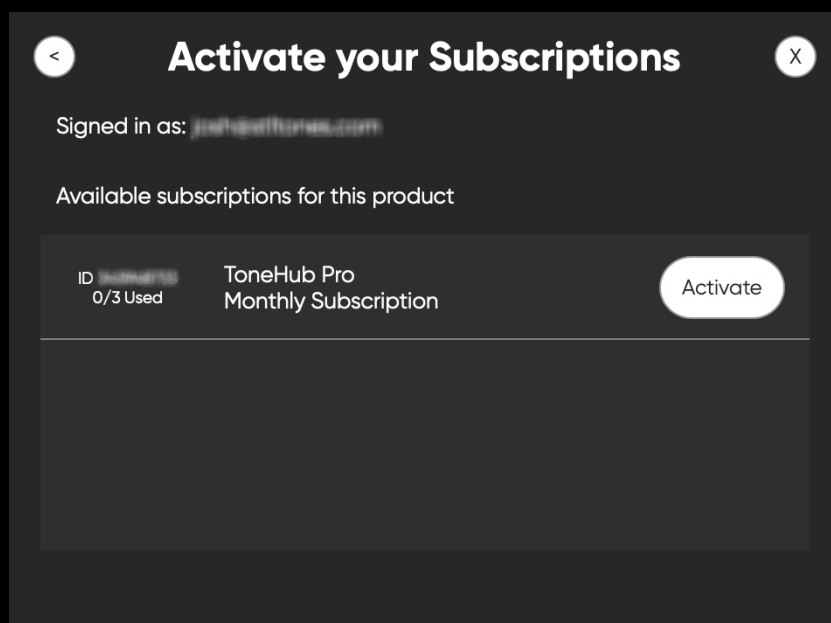 <
Activate your Subscriptions
X
Signed in as:
Available subscriptions for this product
ID
0/3 Used
ToneHub Pro
Monthly Subscription
Activate